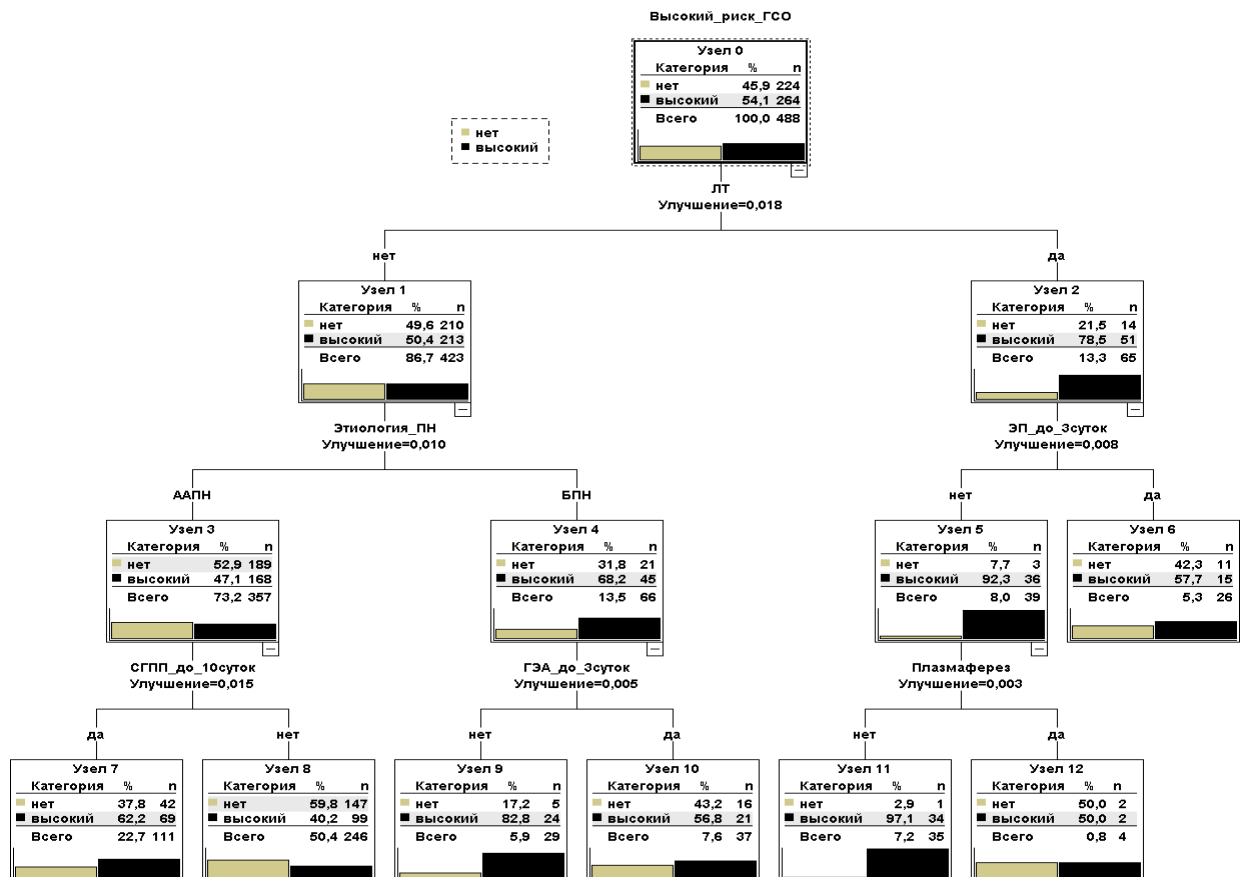 Высокий_риск_ГСО
Узел 0
Категория % n
нет 45,9 224
высокий 54,1 264
Всего 100,0 488
нет
высокий
ЛТ
Улучшение=0,018
нет
да
Узел 1
Категория % n
нет 49,6 210
высокий 50,4 213
Всего 86,7 423
Узел 2
Категория % n
нет 21,5 14
высокий 78,5 51
Всего 13,3 65
Этиология_ПН
Улучшение=0,010
ЭП_до_3суток
Улучшение=0,008
ААПН
БПН
нет
да
Узел 3
Категория % n
нет 52,9 189
высокий 47,1 168
Всего 73,2 357
Узел 4
Категория % n
нет 31,8 21
высокий 68,2 45
Всего 13,5 66
Узел 5
Категория % n
нет 7,7 3
высокий 92,3 36
Всего 8,0 39
Узел 6
Категория % n
нет 42,3 11
высокий 57,7 15
Всего 5,3 26
СГПП_до_10суток
Улучшение=0,015
ГЭА_до_3суток
Улучшение=0,005
Плазмаферез
Улучшение=0,003
да
нет
нет
да
нет
да
Узел 7
Категория % n
нет 37,8 42
высокий 62,2 69
Всего 22,7 111
Узел 8
Категория % n
нет 59,8 147
высокий 40,2 99
Всего 50,4 246
Узел 9
Категория % n
нет 17,2 5
высокий 82,8 24
Всего 5,9 29
Узел 10
Категория % n
нет 43,2 16
высокий 56,8 21
Всего 7,6 37
Узел 11
Категория % n
нет 2,9 1
высокий 97,1 34
Всего 7,2 35
Узел 12
Категория % n
нет 50,0 2
высокий 50,0 2
Всего 0,8 4